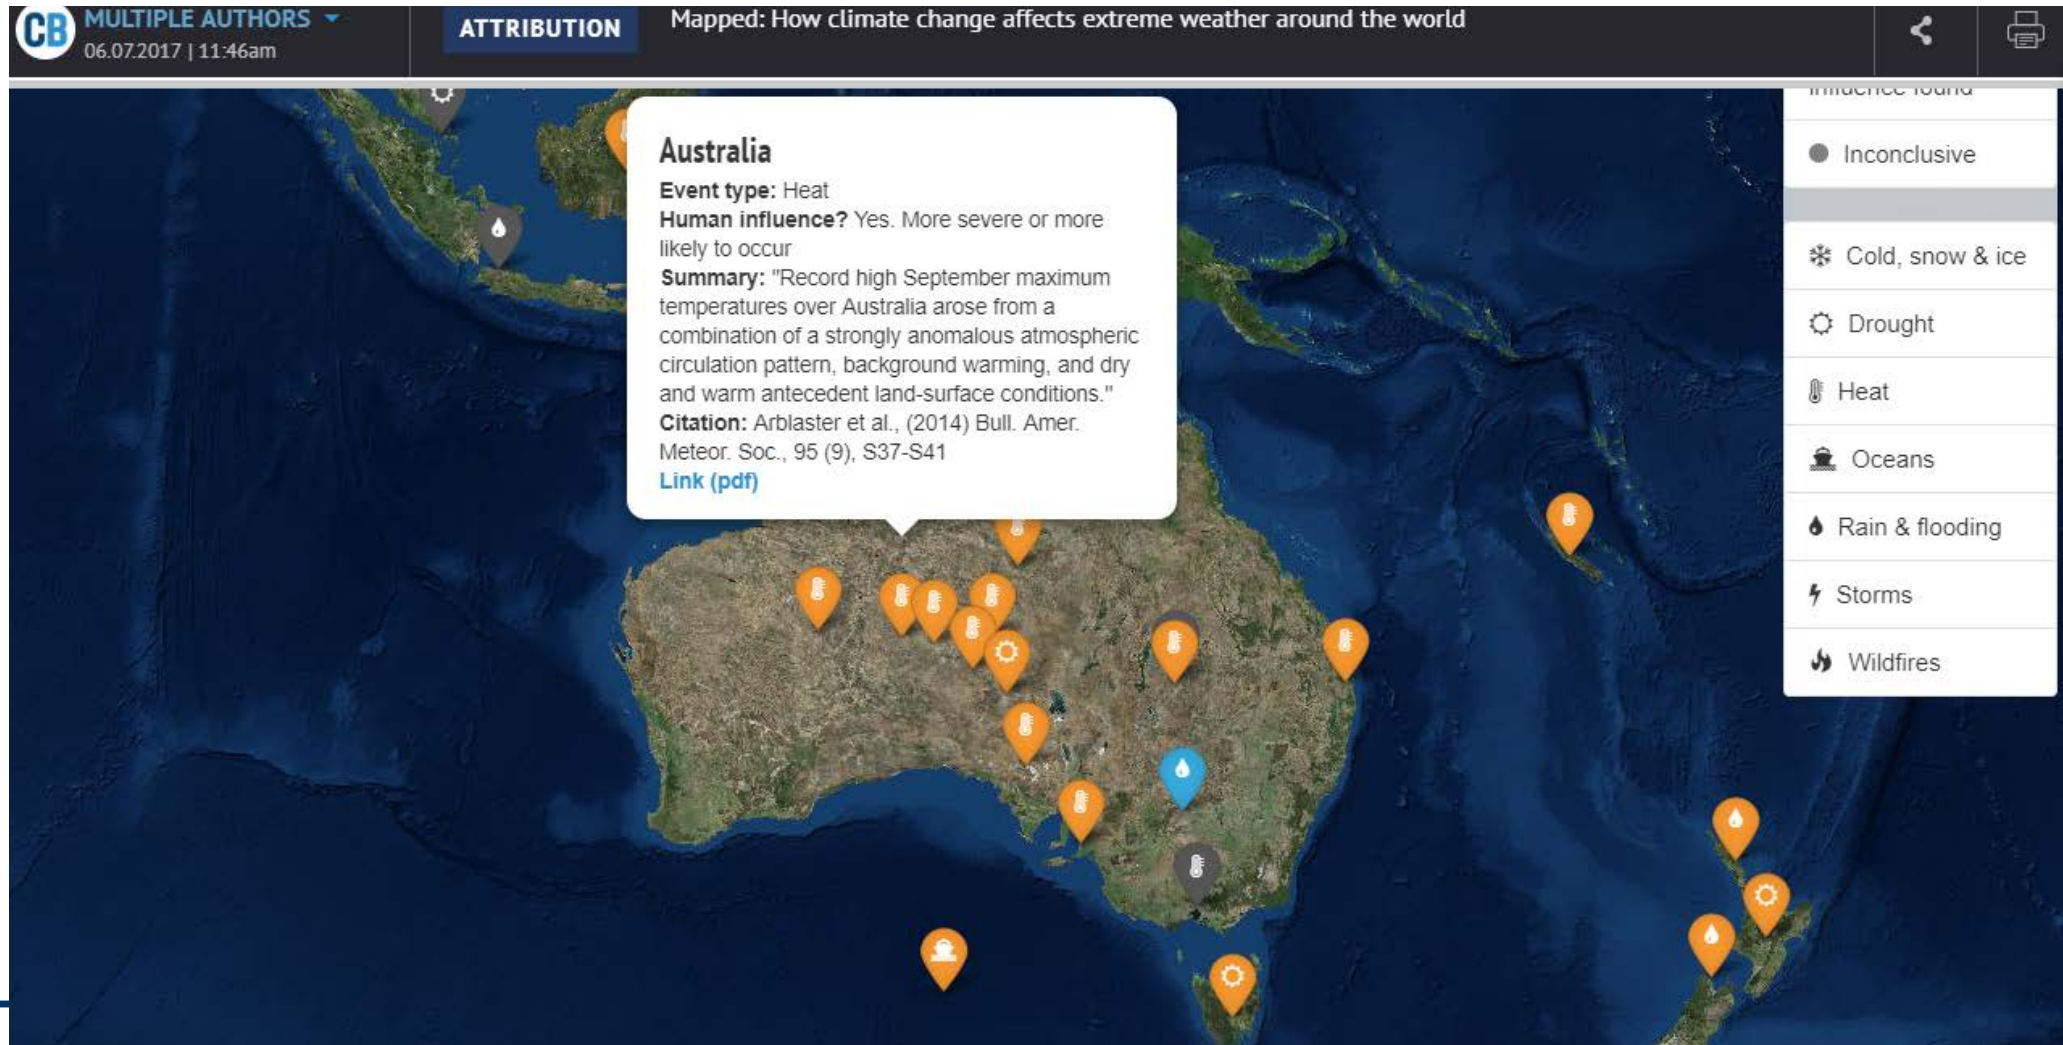 CB
MULTIPLE AUTHORS
06.07.2017 | 11:46am
ATTRIBUTION
Mapped: How climate change affects extreme weather around the world
Australia
Event type: Heat
Human influence? Yes. More severe or more
likely to occur
Summary: "Record high September maximum
temperatures over Australia arose from a
combination of a strongly anomalous atmospheric
circulation pattern, background warming, and dry
and warm antecedent land-surface conditions."
Citation: Arblaster et al., (2014) Bull. Amer.
Meteor. Soc., 95 (9), S37-S41
Link (pdf)
influence found
Inconclusive
Cold, snow & ice
Drought
Heat
Oceans
Rain & flooding
Storms
Wildfires